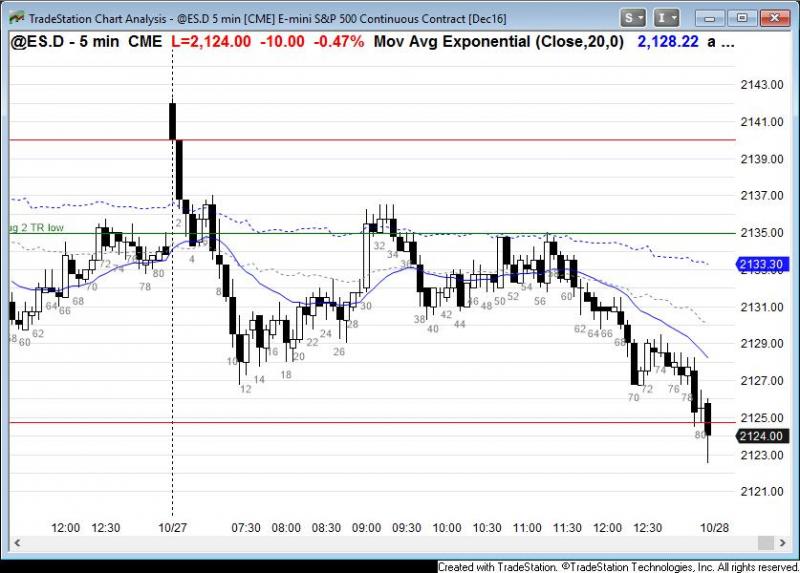 TradeStation Chart Analysis - @ES.D 5 min [CME] E-mini S&P 500 Continuous Contract [Dec16]
S I
@ES.D - 5 min CME L=2,124.00 -10.00 -0.47% Mov Avg Exponential (Close,20,0) 2,128.22 a ...
2143.00
2141.00
2139.00
2137.00
2135.00
2133.30
2131.00
2129.00
2127.00
2125.00
2124.00
2123.00
2121.00
2 TR low
60 62 64 66 68 70 72 74 76 78 80
2 4
10 12 14 16 18 20 22 24 26 28 30 32 34 36 38 40 42 44 46 48 50 52 54 56 60 62 64 66 68 70 72 74 76 78 80
12:00 12:30 10/27 07:30 08:00 08:30 09:00 09:30 10:00 10:30 11:00 11:30 12:00 12:30 10/28
Created with TradeStation. ©TradeStation Technologies, Inc. All rights reserved.